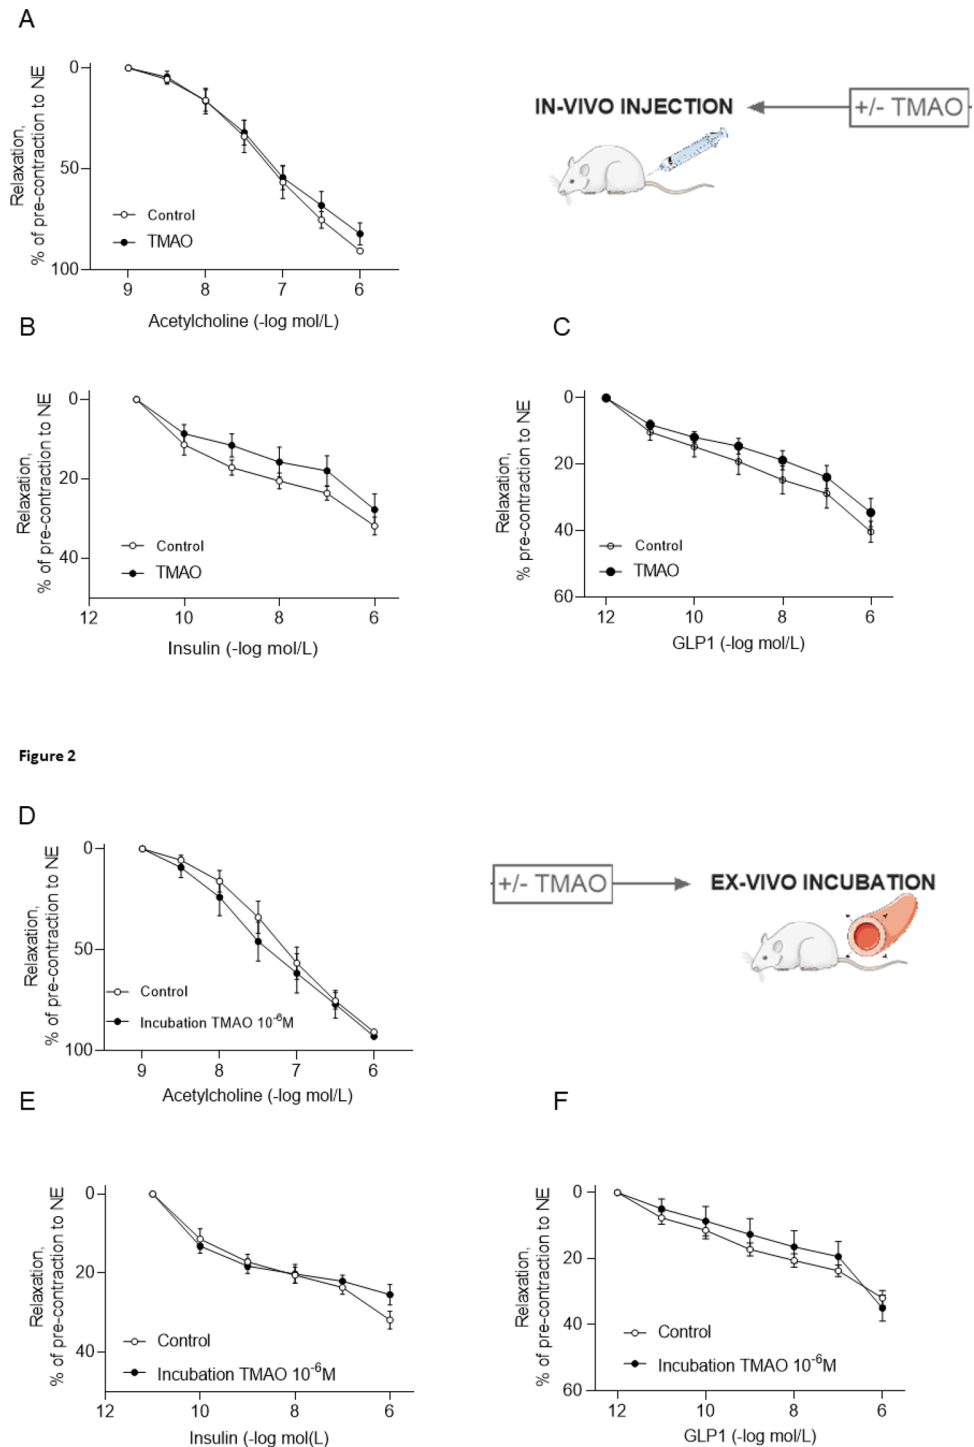 A
Relaxation,
% of pre-contraction to NE
0
50
100
Control
TMAO
9 8 7 6
Acetylcholine (-log mol/L)
IN-VIVO INJECTION
+/- TMAO
B
Relaxation,
% of pre-contraction to NE
0
20
40
Control
TMAO
12 10 8 6
Insulin (-log mol/L)
C
Relaxation,
% pre-contraction to NE
0
20
40
60
Control
TMAO
12 10 8 6
GLP1 (-log mol/L)
Figure 2
D
Relaxation,
% of pre-contraction to NE
0
50
100
Control
Incubation TMAO 10⁻⁶M
9 8 7 6
Acetylcholine (-log mol/L)
+/- TMAO
EX-VIVO INCUBATION
E
Relaxation,
% of pre-contraction to NE
0
20
40
Control
Incubation TMAO 10⁻⁶M
12 10 8 6
Insulin (-log mol(L)
F
Relaxation,
% of pre-contraction to NE
0
20
40
60
Control
Incubation TMAO 10⁻⁶M
12 10 8 6
GLP1 (-log mol/L)